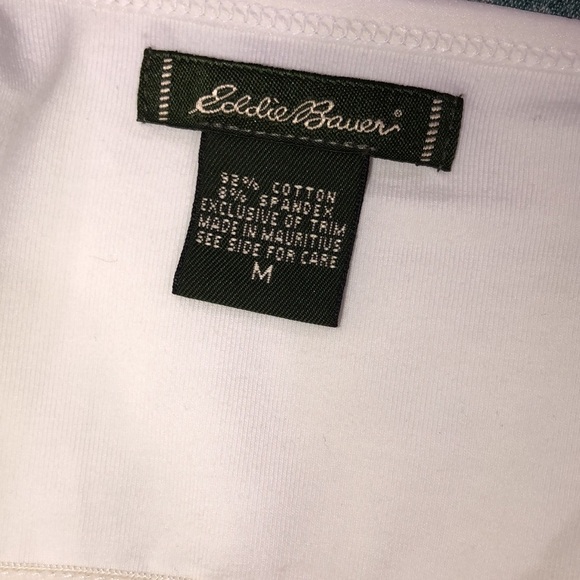 Eddie Bauer®
92% COTTON
8% SPANDEX
EXCLUSIVE OF TRIM
MADE IN MAURITIUS
SEE SIDE FOR CARE
M